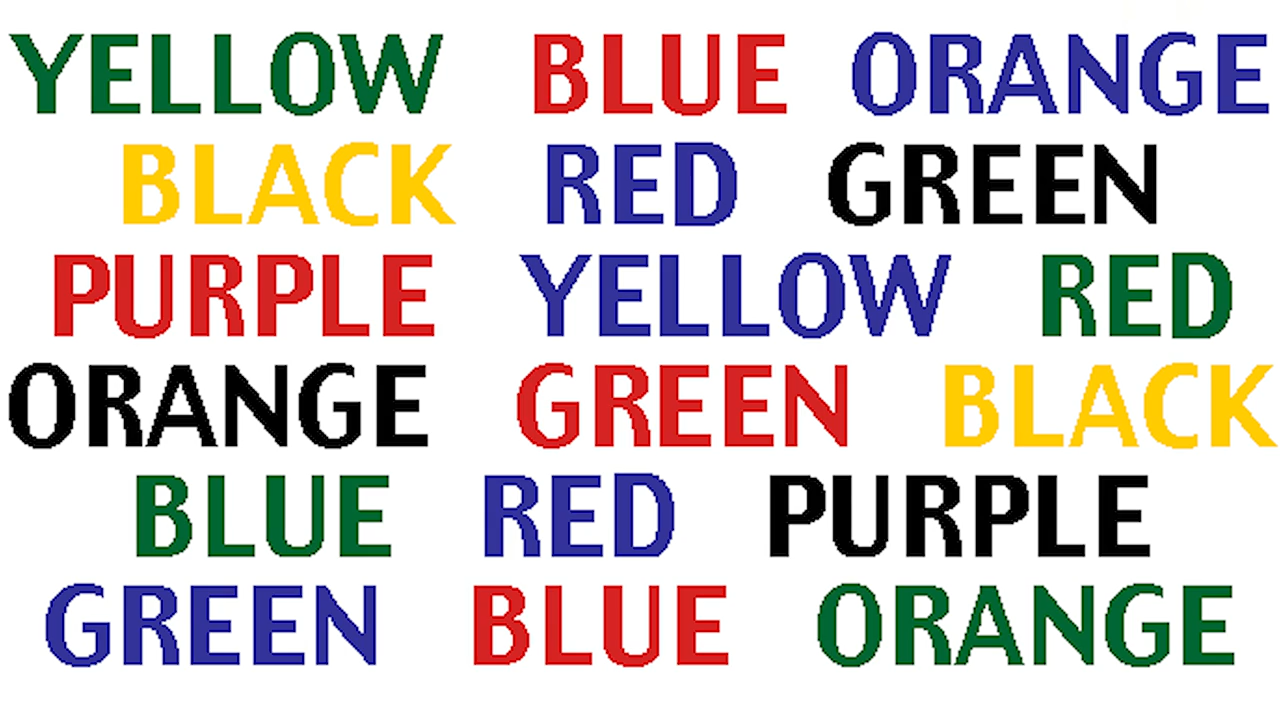 YELLOW BLUE ORANGE
BLACK RED GREEN
PURPLE YELLOW RED
ORANGE GREEN BLACK
BLUE RED PURPLE
GREEN BLUE ORANGE